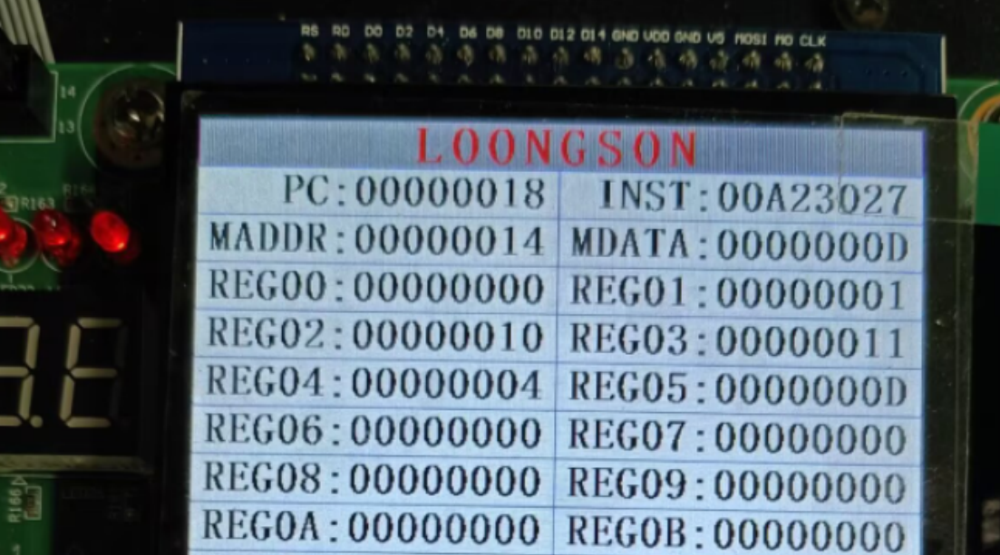 RS RD D0 D2 D4 D6 D8 D10 D12 D14 GND VDD GND V5 MOSI MO CLK
14
13
R163
LOONGSON
PC:00000018 INST:00A23027
MADDR:00000014 MDATA:0000000D
REG00:00000000 REG01:00000001
REG02:00000010 REG03:00000011
REG04:00000004 REG05:0000000D
REG06:00000000 REG07:00000000
REG08:00000000 REG09:00000000
REG0A:00000000 REG0B:00000000
R166